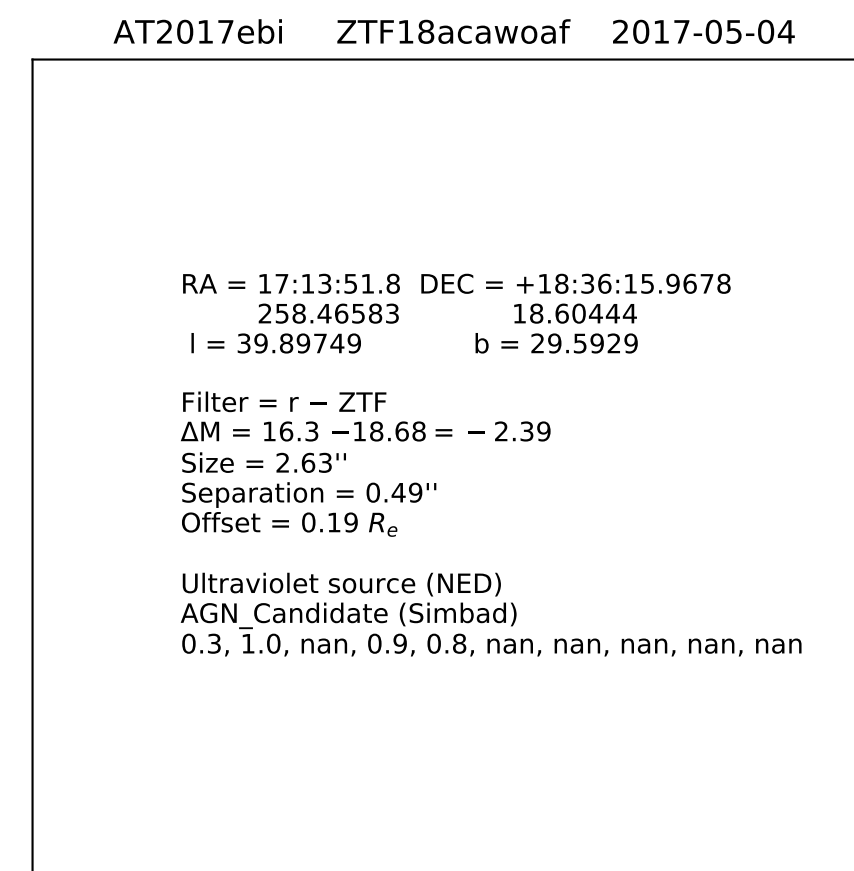 AT2017ebi ZTF18acawoaf 2017-05-04
RA = 17:13:51.8 DEC = +18:36:15.9678
258.46583 18.60444
l = 39.89749 b = 29.5929
Filter = r − ZTF
ΔM = 16.3 −18.68 = − 2.39
Size = 2.63''
Separation = 0.49''
Offset = 0.19 Rₑ
Ultraviolet source (NED)
AGN_Candidate (Simbad)
0.3, 1.0, nan, 0.9, 0.8, nan, nan, nan, nan, nan